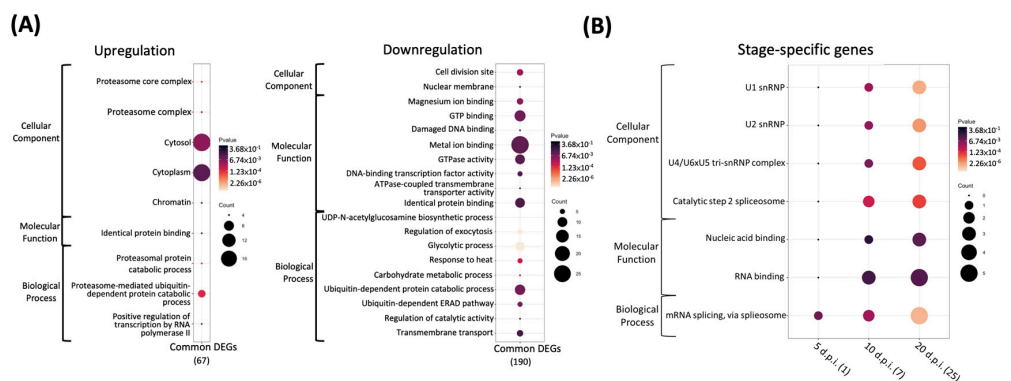 (A)
Upregulation
Cellular
Component
Molecular
Function
Biological
Process
Proteasome core complex
Proteasome complex
Cytosol
Cytoplasm
Chromatin
Identical protein binding
Proteasomal protein
catabolic process
Proteasome-mediated ubiquitin-
dependent protein catabolic
process
Positive regulation of
transcription by RNA
polymerase II
Common DEGs
(67)
Pvalue
3.68x10-1
6.74x10-3
1.23x10-4
2.26x10-6
Count
4
8
12
16
Downregulation
Cellular
Component
Molecular
Function
Biological
Process
Cell division site
Nuclear membrane
Magnesium ion binding
GTP binding
Damaged DNA binding
Metal ion binding
GTPase activity
DNA-binding transcription factor activity
ATPase-coupled transmembrane
transporter activity
Identical protein binding
UDP-N-acetylglucosamine biosynthetic process
Regulation of exocytosis
Glycolytic process
Response to heat
Carbohydrate metabolic process
Ubiquitin-dependent protein catabolic process
Ubiquitin-dependent ERAD pathway
Regulation of catalytic activity
Transmembrane transport
Common DEGs
(190)
Pvalue
3.68x10-1
6.74x10-3
1.23x10-4
2.26x10-6
Count
5
10
15
20
25
(B)
Stage-specific genes
Cellular
Component
Molecular
Function
Biological
Process
U1 snRNP
U2 snRNP
U4/U6xU5 tri-snRNP complex
Catalytic step 2 spliceosome
Nucleic acid binding
RNA binding
mRNA splicing, via splieosome
5 d.p.i. (1)
10 d.p.i. (7)
20 d.p.i. (25)
Pvalue
3.68x10-1
6.74x10-3
1.23x10-4
2.26x10-6
Count
0
1
2
3
4
5